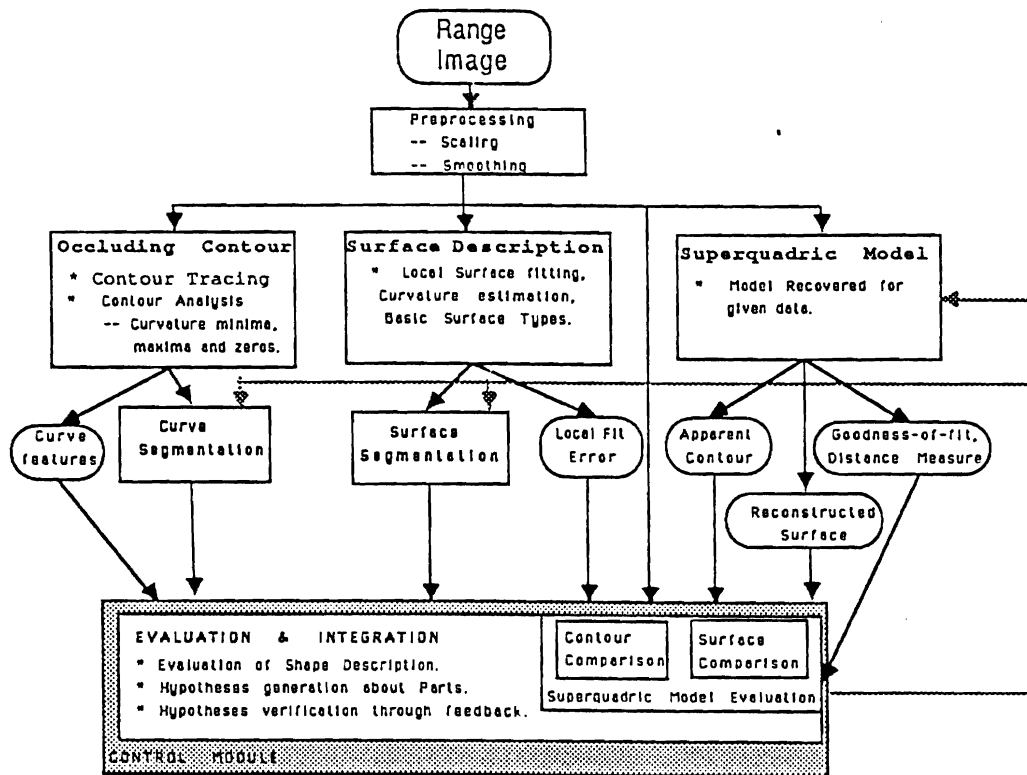 Range
Image
Preprocessing
-- Scaling
-- Smoothing
Occluding Contour
* Contour Tracing
* Contour Analysis
-- Curvature minima,
maxima and zeros.
Surface Description
* Local Surface fitting,
Curvature estimation,
Basic Surface Types.
Superquadric Model
* Model Recovered for
given data.
Curve
features
Curve
Segmentation
Surface
Segmentation
Local Fit
Error
Apparent
Contour
Goodness-of-fit,
Distance Measure
Reconstructed
Surface
EVALUATION & INTEGRATION
* Evaluation of Shape Description.
* Hypotheses generation about Parts.
* Hypotheses verification through feedback.
Contour
Comparison
Surface
Comparison
Superquadric Model Evaluation
CONTROL MODULE